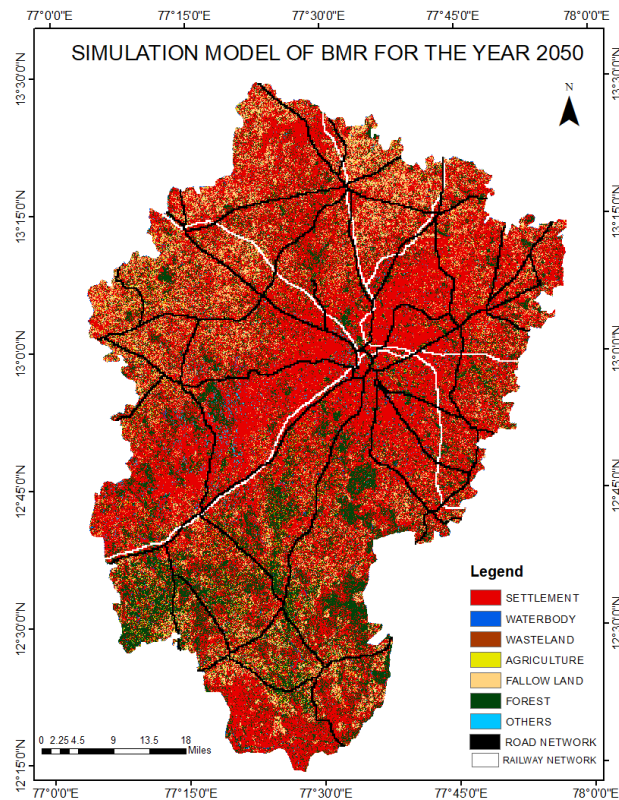 77°0'0"E 77°15'0"E 77°30'0"E 77°45'0"E 78°0'0"E
SIMULATION MODEL OF BMR FOR THE YEAR 2050
N
13°30'0"N 13°30'0"N
13°15'0"N 13°15'0"N
13°0'0"N 13°0'0"N
12°45'0"N 12°45'0"N
12°30'0"N 12°30'0"N
12°15'0"N
Legend
SETTLEMENT
WATERBODY
WASTELAND
AGRICULTURE
FALLOW LAND
FOREST
OTHERS
ROAD NETWORK
RAILWAY NETWORK
0 2.25 4.5 9 13.5 18
Miles
77°0'0"E 77°15'0"E 77°30'0"E 77°45'0"E 78°0'0"E